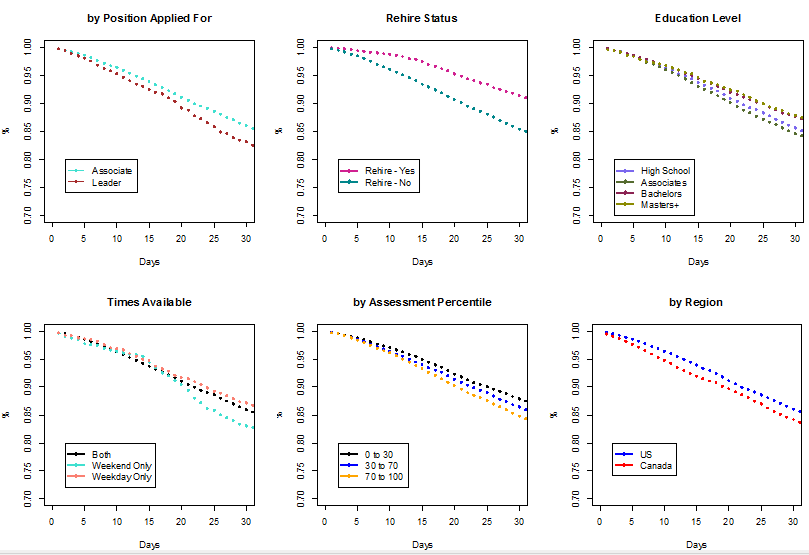 by Position Applied For
%
1.00
0.95
0.90
0.85
0.80
0.75
0.70
Associate
Leader
0 5 10 15 20 25 30
Days
Rehire Status
%
1.00
0.95
0.90
0.85
0.80
0.75
0.70
Rehire - Yes
Rehire - No
0 5 10 15 20 25 30
Days
Education Level
%
1.00
0.95
0.90
0.85
0.80
0.75
0.70
High School
Associates
Bachelors
Masters+
0 5 10 15 20 25 30
Days
Times Available
%
1.00
0.95
0.90
0.85
0.80
0.75
0.70
Both
Weekend Only
Weekday Only
0 5 10 15 20 25 30
Days
by Assessment Percentile
%
1.00
0.95
0.90
0.85
0.80
0.75
0.70
0 to 30
30 to 70
70 to 100
0 5 10 15 20 25 30
Days
by Region
%
1.00
0.95
0.90
0.85
0.80
0.75
0.70
US
Canada
0 5 10 15 20 25 30
Days